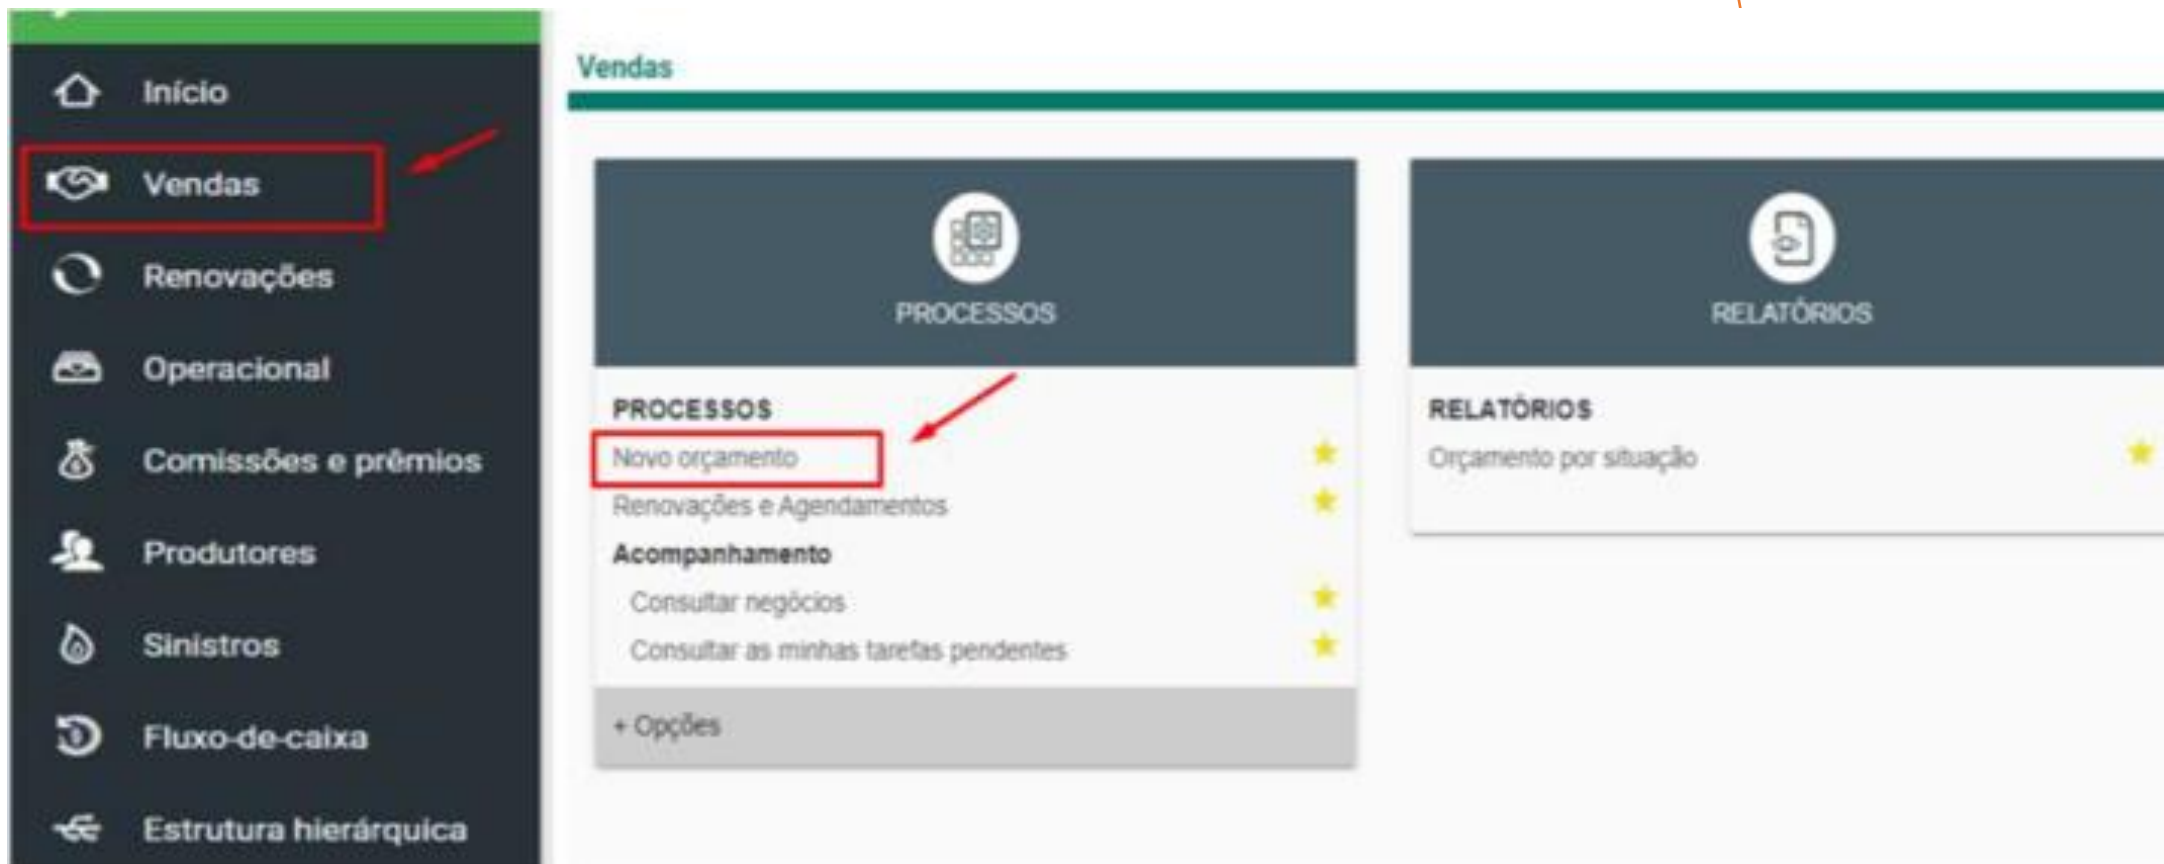 Início
Vendas
Renovações
Operacional
Comissões e prêmios
Produtores
Sinistros
Fluxo-de-caixa
Estrutura hierárquica
Vendas
PROCESSOS
PROCESSOS
Novo orçamento
Renovações e Agendamentos
Acompanhamento
Consultar negócios
Consultar as minhas tarefas pendentes
+ Opções
RELATÓRIOS
RELATÓRIOS
Orçamento por situação